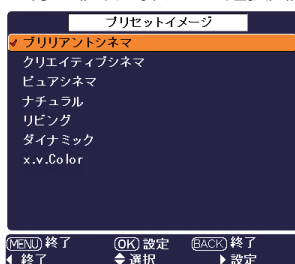 プリセットイメージ
ブリリアントシネマ
クリエイティブシネマ
ピュアシネマ
ナチュラル
リビング
ダイナミック
x.v.Color
MENU 終了 OK 設定 BACK 終了
終了 選択 設定